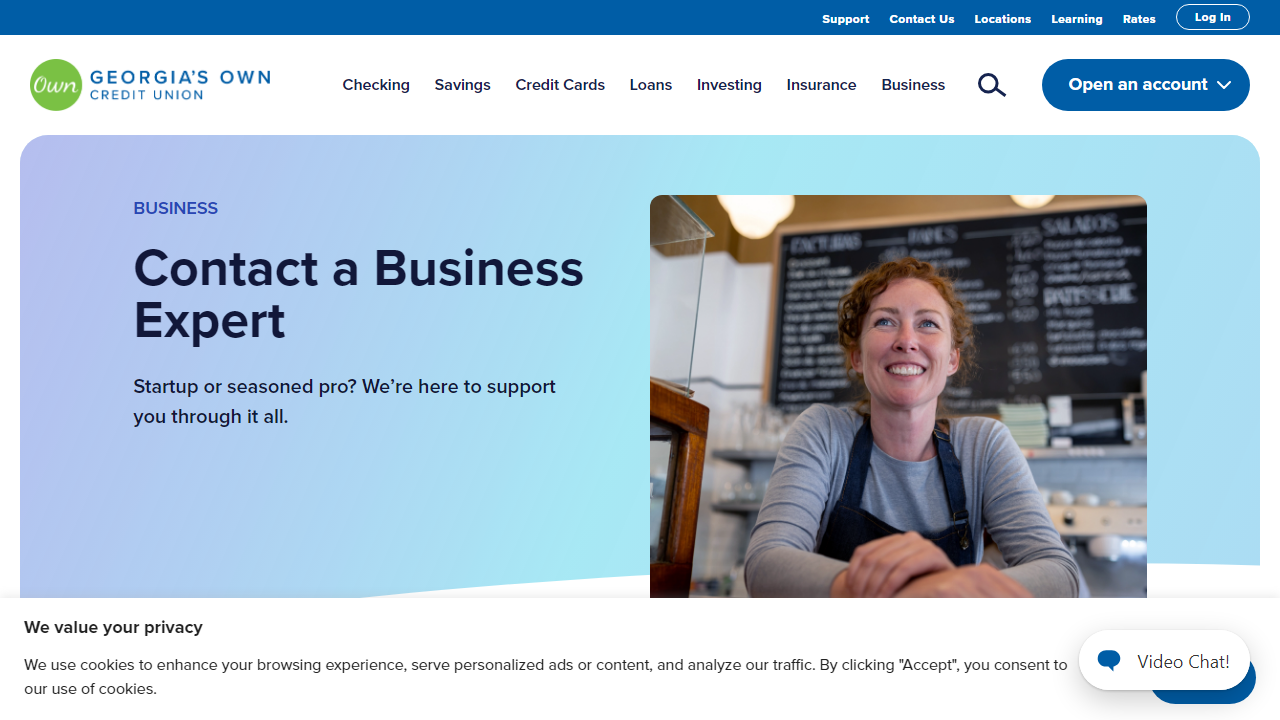 Support Contact Us Locations Learning Rates Log In
Own GEORGIA'S OWN
CREDIT UNION
Checking Savings Credit Cards Loans Investing Insurance Business
Open an account
BUSINESS
Contact a Business
Expert
Startup or seasoned pro? We’re here to support
you through it all.
We value your privacy
We use cookies to enhance your browsing experience, serve personalized ads or content, and analyze our traffic. By clicking "Accept", you consent to
our use of cookies.
Video Chat!